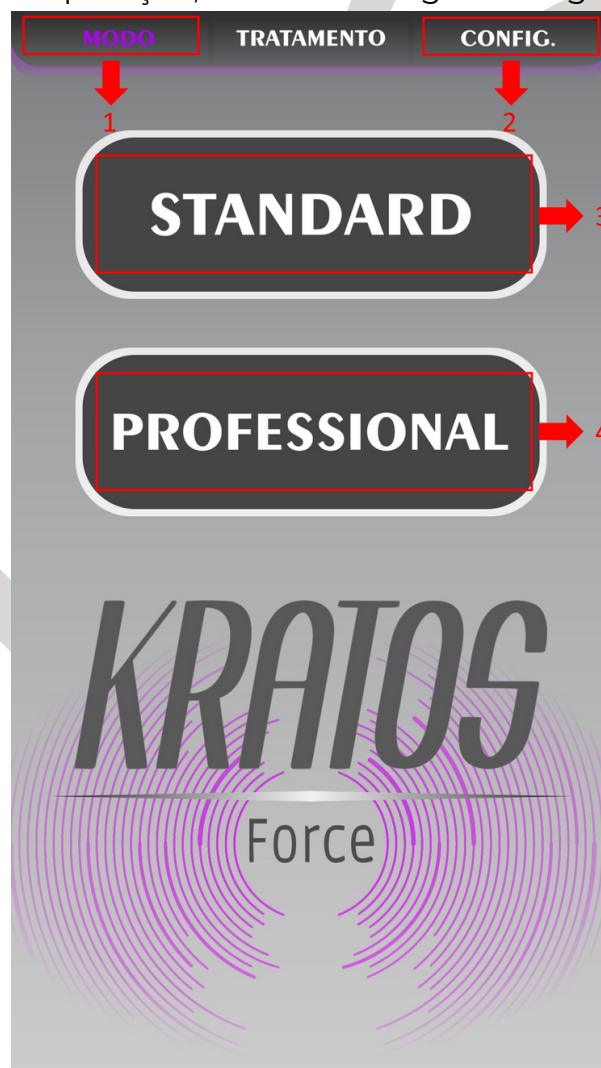 MODO TRATAMENTO CONFIG.
1 2
STANDARD
3
PROFESSIONAL
4
KRATOS
Force